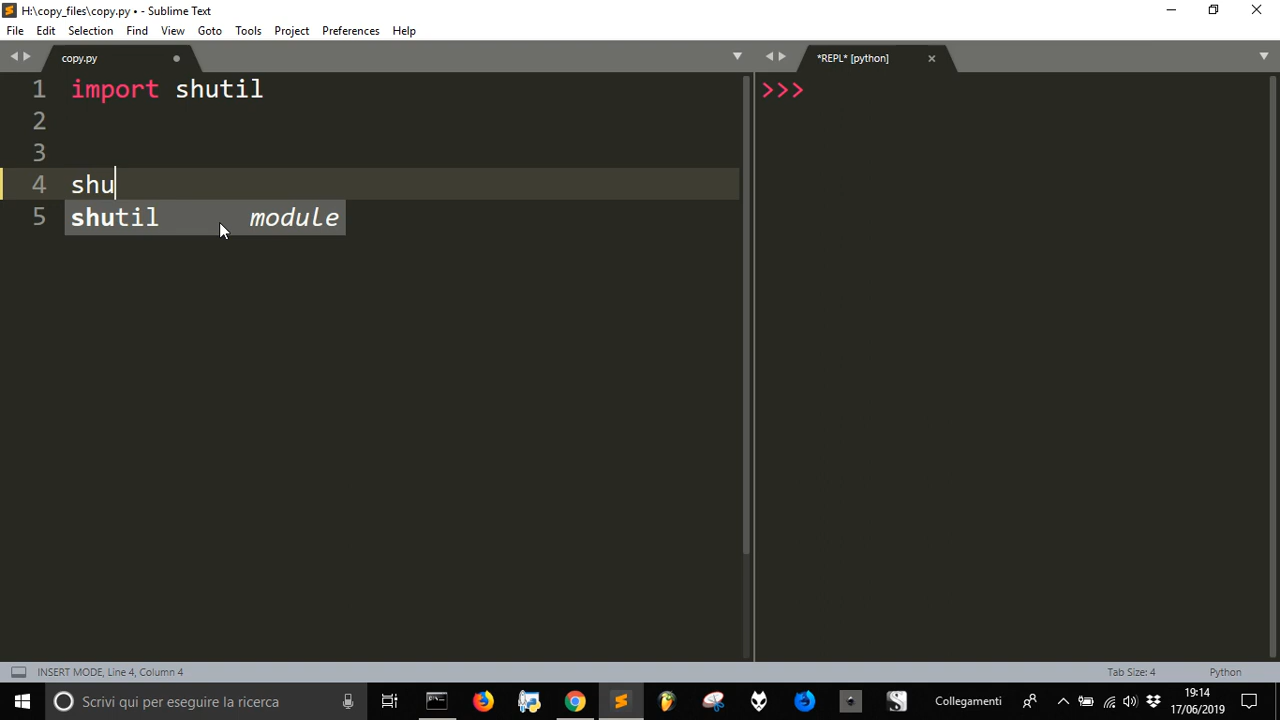 H:\copy_files\copy.py • - Sublime Text
File Edit Selection Find View Goto Tools Project Preferences Help
copy.py
*REPL* [python]
1 import shutil
>>>
2
3
4 shu
5 shutil module
INSERT MODE, Line 4, Column 4
Tab Size: 4
Python
Scrivi qui per eseguire la ricerca
Collegamenti
19:14
17/06/2019